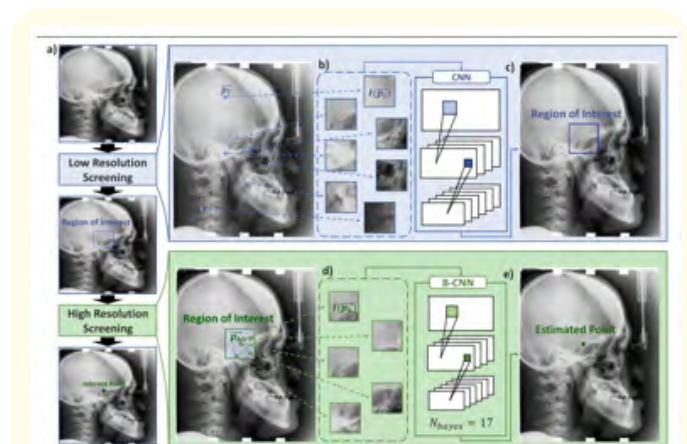 a)
b)
c)
CNN
I(p₁)
Region of Interest
Low Resolution
Screening
Region of Interest
d)
e)
B-CNN
Region of Interest
Estimated Point
High Resolution
Screening
N_bayes = 17